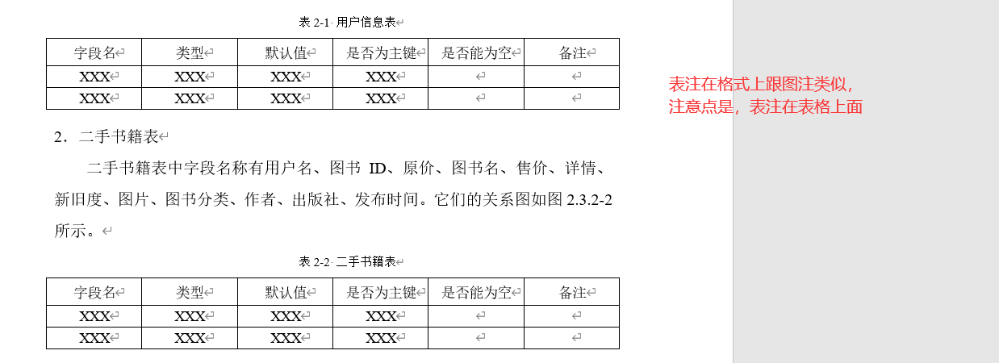 表 2-1 用户信息表
字段名 类型 默认值 是否为主键 是否能为空 备注
XXX XXX XXX XXX
XXX XXX XXX XXX
表注在格式上跟图注类似，
注意点是，表注在表格上面
2．二手书籍表
二手书籍表中字段名称有用户名、图书 ID、原价、图书名、售价、详情、
新旧度、图片、图书分类、作者、出版社、发布时间。它们的关系图如图 2.3.2-2
所示。
表 2-2 二手书籍表
字段名 类型 默认值 是否为主键 是否能为空 备注
XXX XXX XXX XXX
XXX XXX XXX XXX